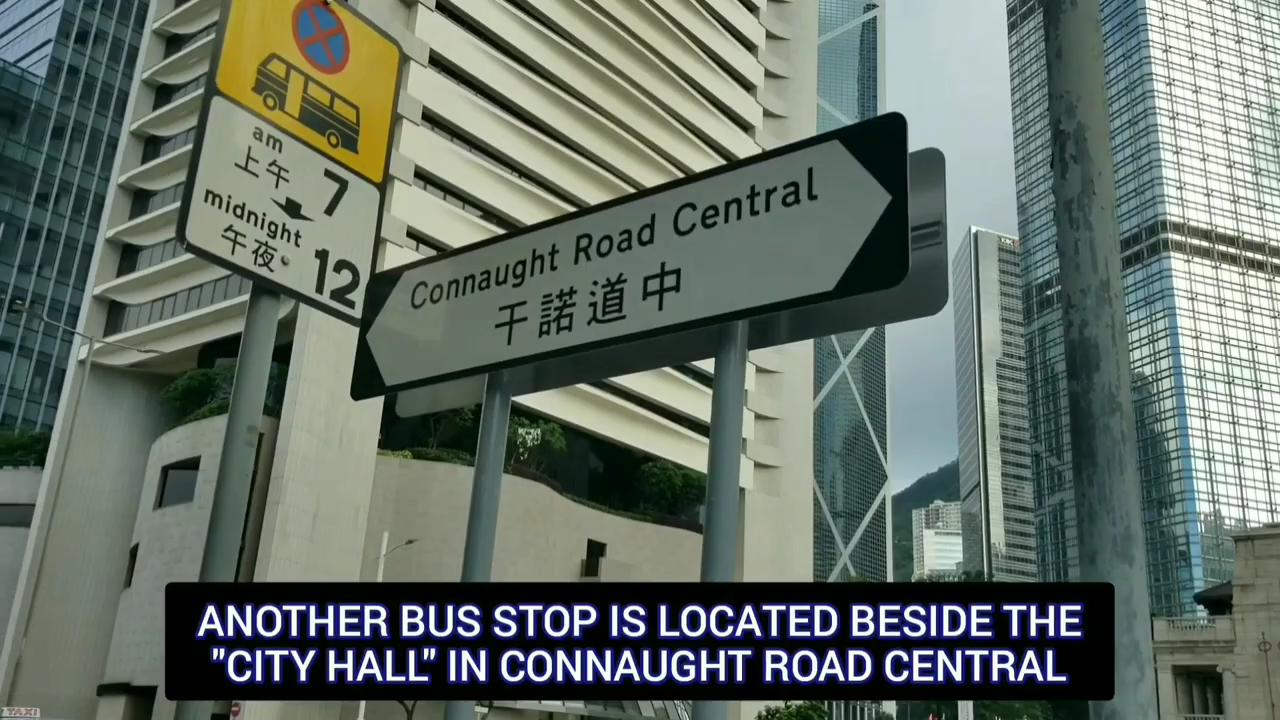 am
上午 7
midnight
午夜 12
Connaught Road Central
干諾道中
ANOTHER BUS STOP IS LOCATED BESIDE THE
"CITY HALL" IN CONNAUGHT ROAD CENTRAL